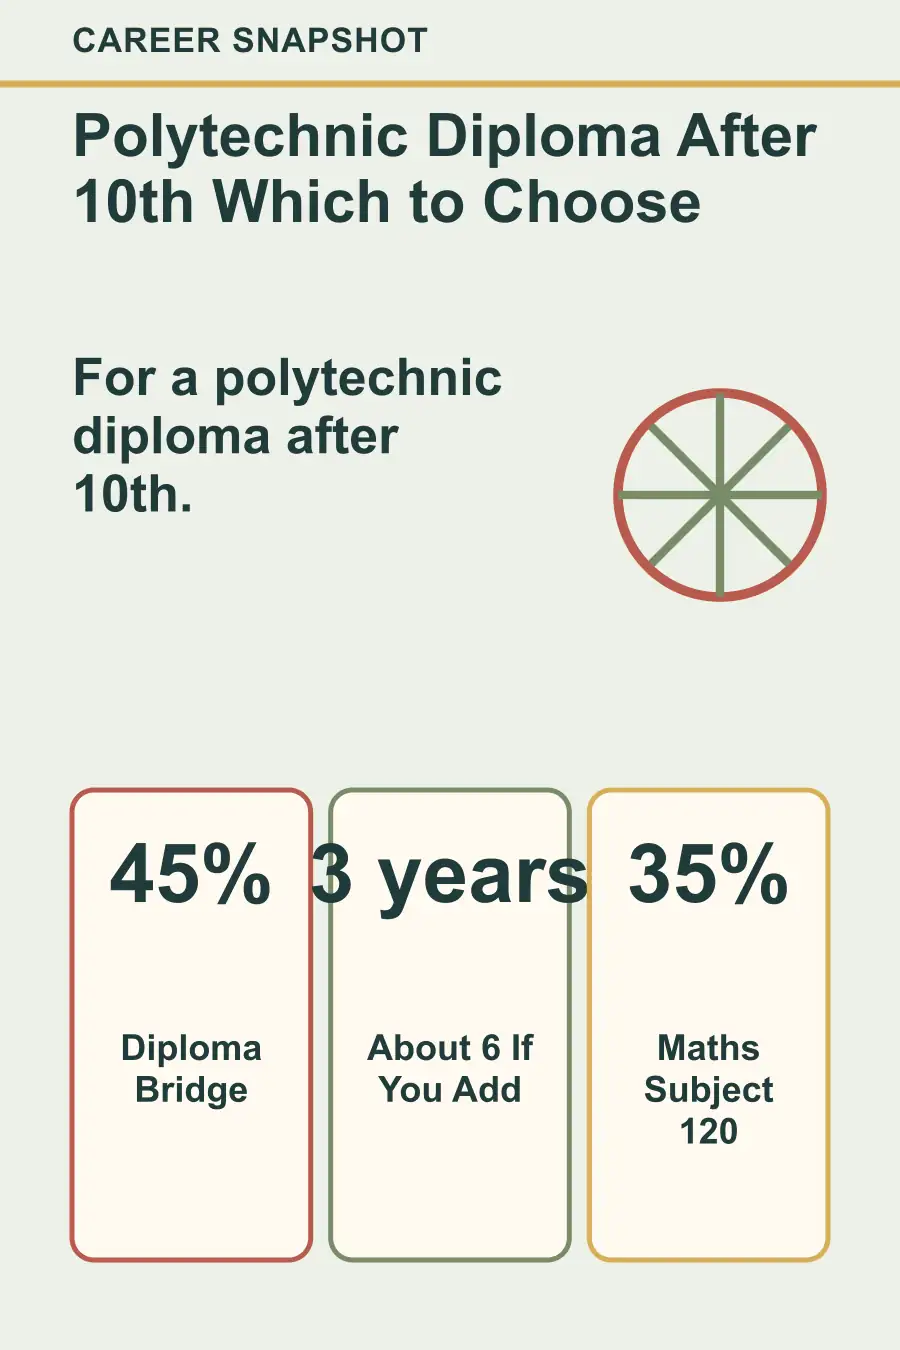 CAREER SNAPSHOT
Polytechnic Diploma After
10th Which to Choose
For a polytechnic
diploma after
10th.
45%
Diploma
Bridge
3 years
About 6 If
You Add
35%
Maths
Subject
120